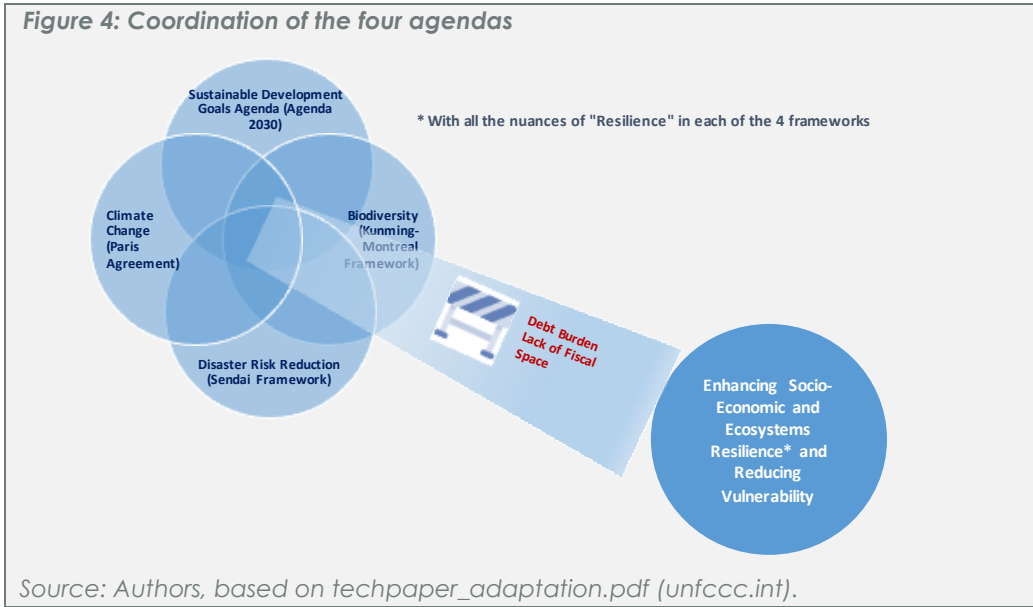 Figure 4: Coordination of the four agendas
Sustainable Development
Goals Agenda (Agenda
2030)
* With all the nuances of "Resilience" in each of the 4 frameworks
Climate
Change
(Paris
Agreement)
Biodiversity
(Kunming-
Montreal
Framework)
Disaster Risk Reduction
(Sendai Framework)
Debt Burden
Lack of Fiscal
Space
Enhancing Socio-
Economic and
Ecosystems
Resilience* and
Reducing
Vulnerability
Source: Authors, based on techpaper_adaptation.pdf (unfccc.int).